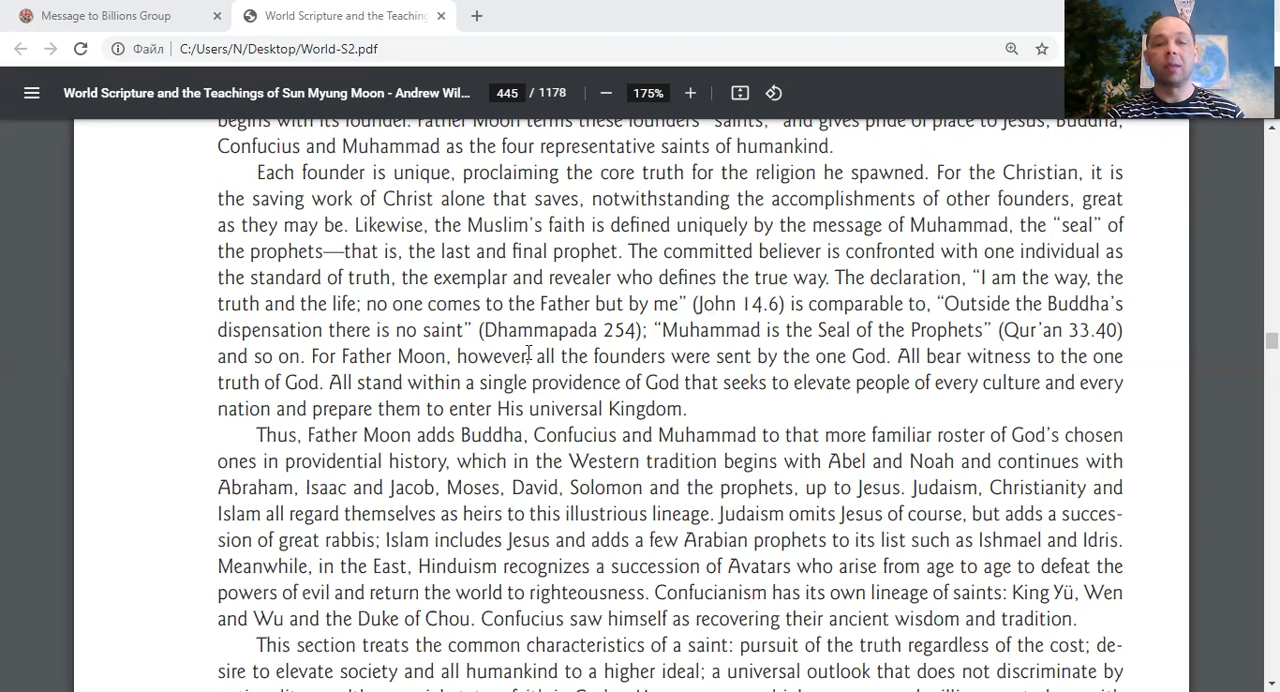 Message to Billions Group
World Scripture and the Teachin
Файл
C:/Users/N/Desktop/World-S2.pdf
World Scripture and the Teachings of Sun Myung Moon - Andrew Wil...
445 / 1178
175%
begins with its founder. Father Moon terms these founders “saints,” and gives pride of place to Jesus, Buddha,
Confucius and Muhammad as the four representative saints of humankind.
Each founder is unique, proclaiming the core truth for the religion he spawned. For the Christian, it is
the saving work of Christ alone that saves, notwithstanding the accomplishments of other founders, great
as they may be. Likewise, the Muslim’s faith is defined uniquely by the message of Muhammad, the “seal” of
the prophets—that is, the last and final prophet. The committed believer is confronted with one individual as
the standard of truth, the exemplar and revealer who defines the true way. The declaration, “I am the way, the
truth and the life; no one comes to the Father but by me” (John 14.6) is comparable to, “Outside the Buddha’s
dispensation there is no saint” (Dhammapada 254); “Muhammad is the Seal of the Prophets” (Qur’an 33.40)
and so on. For Father Moon, however, all the founders were sent by the one God. All bear witness to the one
truth of God. All stand within a single providence of God that seeks to elevate people of every culture and every
nation and prepare them to enter His universal Kingdom.
Thus, Father Moon adds Buddha, Confucius and Muhammad to that more familiar roster of God’s chosen
ones in providential history, which in the Western tradition begins with Abel and Noah and continues with
Abraham, Isaac and Jacob, Moses, David, Solomon and the prophets, up to Jesus. Judaism, Christianity and
Islam all regard themselves as heirs to this illustrious lineage. Judaism omits Jesus of course, but adds a succes-
sion of great rabbis; Islam includes Jesus and adds a few Arabian prophets to its list such as Ishmael and Idris.
Meanwhile, in the East, Hinduism recognizes a succession of Avatars who arise from age to age to defeat the
powers of evil and return the world to righteousness. Confucianism has its own lineage of saints: King Yü, Wen
and Wu and the Duke of Chou. Confucius saw himself as recovering their ancient wisdom and tradition.
This section treats the common characteristics of a saint: pursuit of the truth regardless of the cost; de-
sire to elevate society and all humankind to a higher ideal; a universal outlook that does not discriminate by